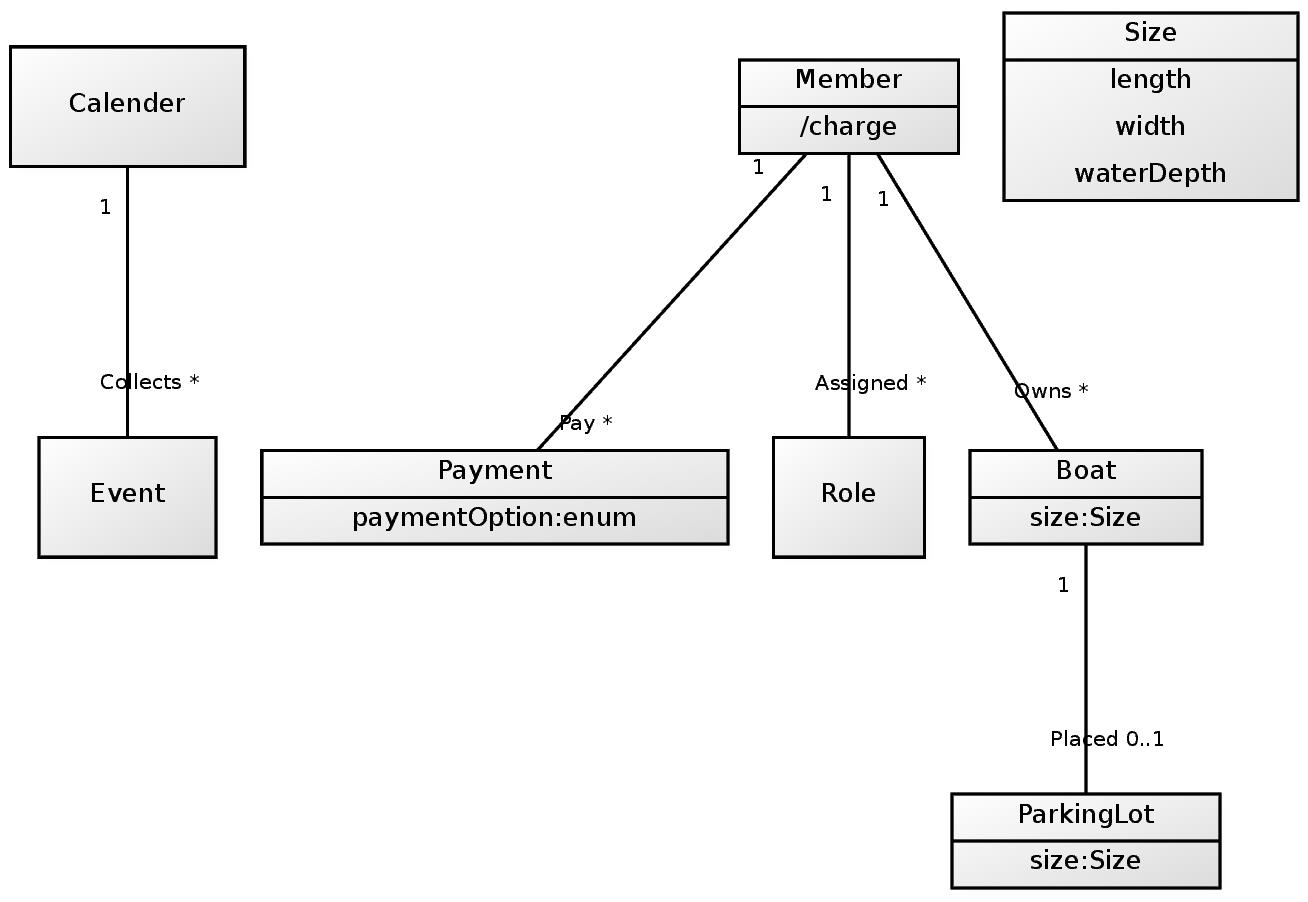 Calender
1
Collects *
Event
Member
/charge
1
1
1
Size
length
width
waterDepth
Pay *
Assigned *
Owns *
Payment
paymentOption:enum
Role
Boat
size:Size
1
Placed 0..1
ParkingLot
size:Size